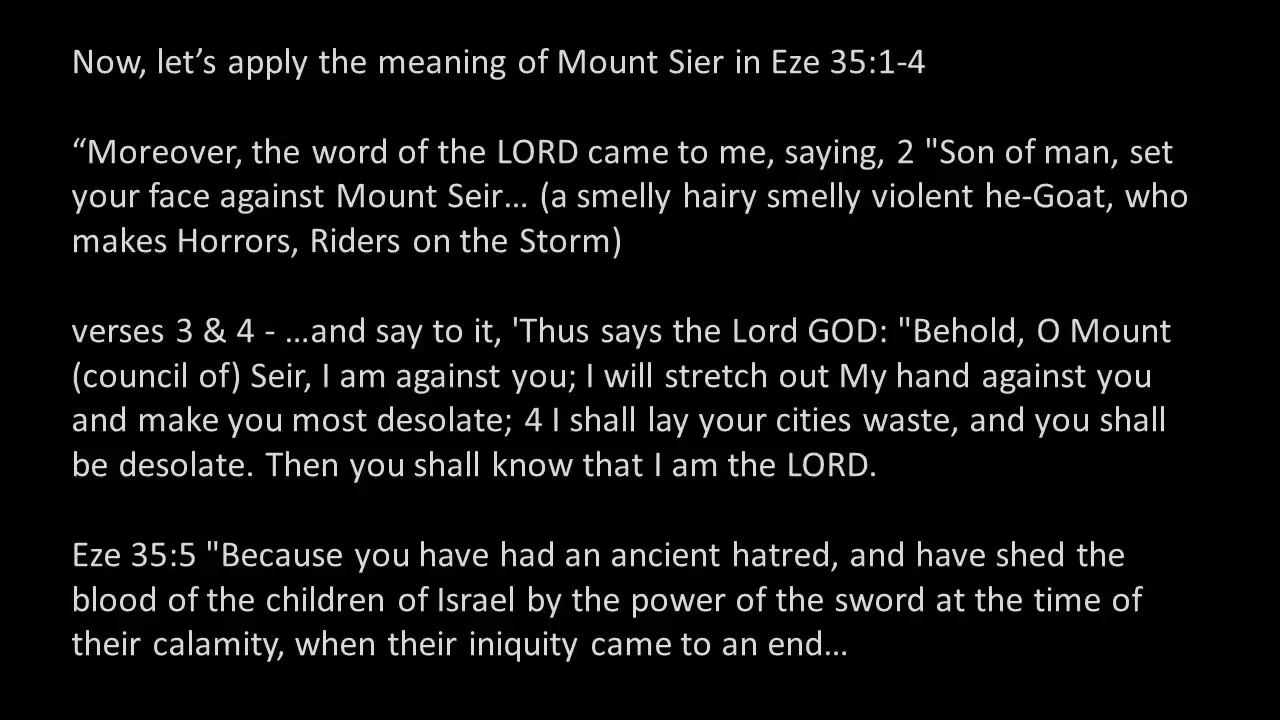 Now, let’s apply the meaning of Mount Sier in Eze 35:1-4
“Moreover, the word of the LORD came to me, saying, 2 "Son of man, set
your face against Mount Seir… (a smelly hairy smelly violent he-Goat, who
makes Horrors, Riders on the Storm)
verses 3 & 4 - …and say to it, 'Thus says the Lord GOD: "Behold, O Mount
(council of) Seir, I am against you; I will stretch out My hand against you
and make you most desolate; 4 I shall lay your cities waste, and you shall
be desolate. Then you shall know that I am the LORD.
Eze 35:5 "Because you have had an ancient hatred, and have shed the
blood of the children of Israel by the power of the sword at the time of
their calamity, when their iniquity came to an end…